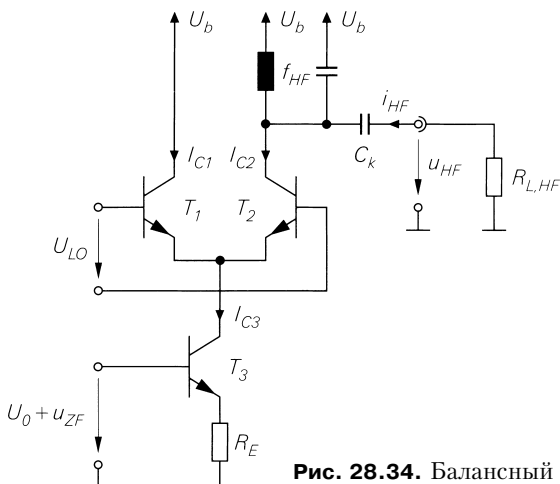 U_b U_b U_b
f_HF
i_HF
I_C1 I_C2 C_k
u_HF R_L,HF
T_1 T_2
U_LO
I_C3
T_3
U_0 + u_ZF
R_E
Рис. 28.34. Балансный